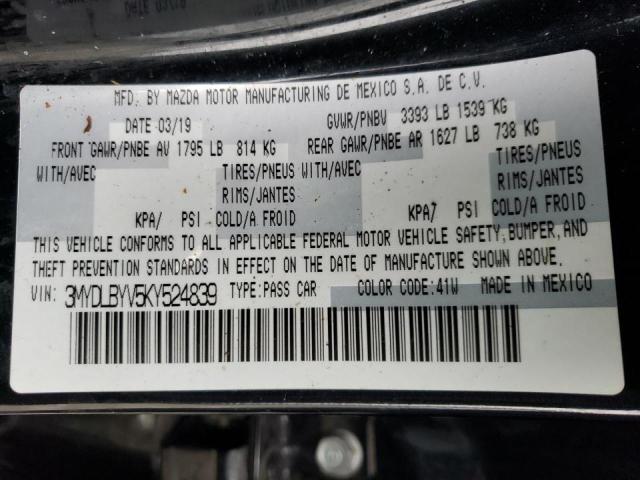 MFD. BY MAZDA MOTOR MANUFACTURING DE MEXICO S.A. DE C.V.
DATE 03/19 GVWR/PNBV 3393 LB 1539 KG
FRONT GAWR/PNBE AV 1795 LB 814 KG REAR GAWR/PNBE AR 1627 LB 738 KG
WITH/AVEC TIRES/PNEUS WITH/AVEC TIRES/PNEUS
RIMS/JANTES RIMS/JANTES
KPA/ PSI COLD/A FROID KPA/ PSI COLD/A FROID
THIS VEHICLE CONFORMS TO ALL APPLICABLE FEDERAL MOTOR VEHICLE SAFETY, BUMPER, AND
THEFT PREVENTION STANDARDS IN EFFECT ON THE DATE OF MANUFACTURE SHOWN ABOVE.
VIN: 3MYDLBYV5KY524839 TYPE:PASS CAR COLOR CODE:41W MADE IN MEXICO